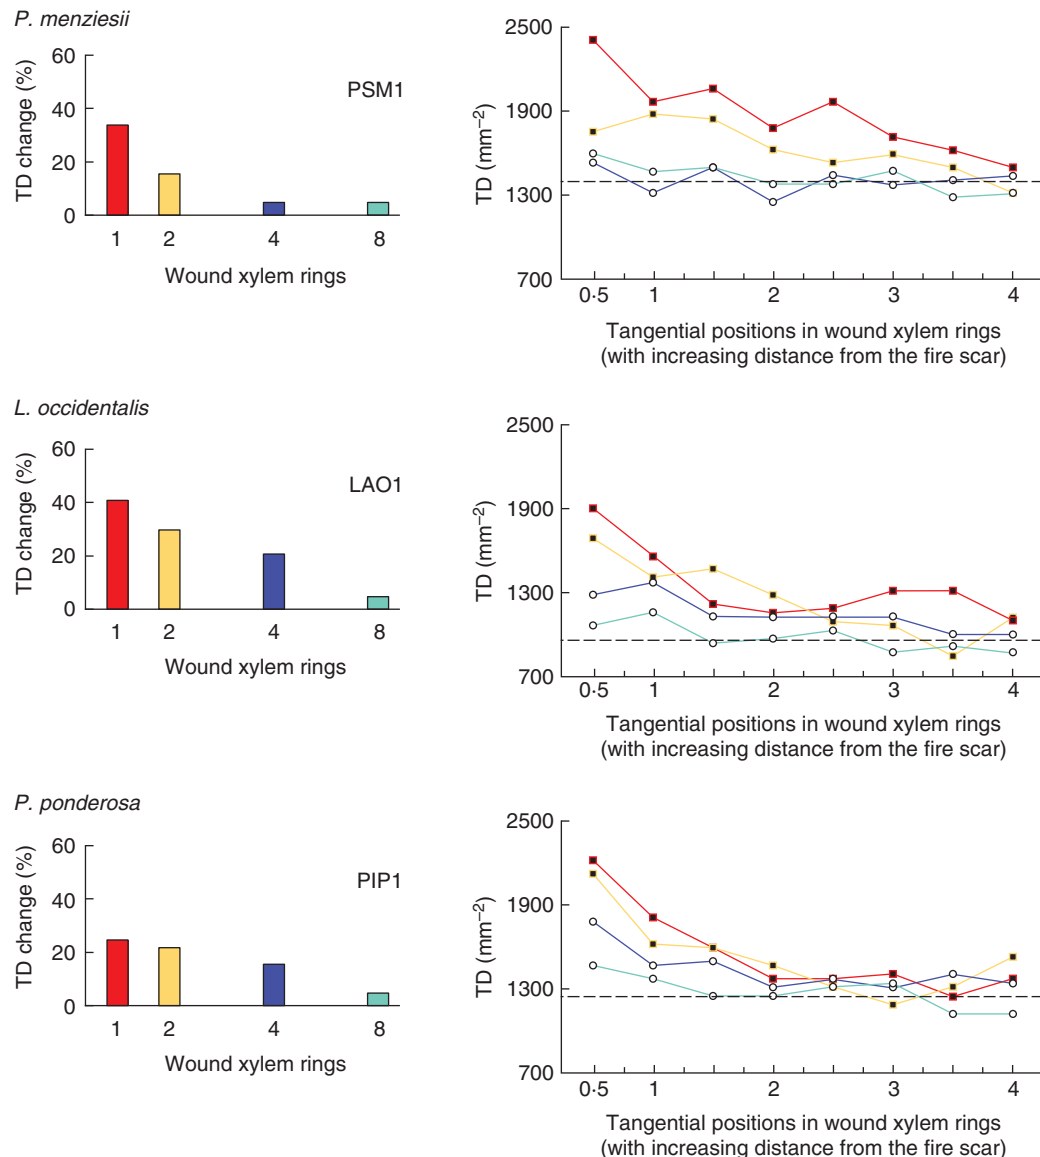 P. menziesii
TD change (%)
60
40
20
0
PSM1
1 2 4 8
Wound xylem rings
TD (mm–2)
2500
1900
1300
700
0·5 1 2 3 4
Tangential positions in wound xylem rings
(with increasing distance from the fire scar)
L. occidentalis
TD change (%)
60
40
20
0
LAO1
1 2 4 8
Wound xylem rings
TD (mm–2)
2500
1900
1300
700
0·5 1 2 3 4
Tangential positions in wound xylem rings
(with increasing distance from the fire scar)
P. ponderosa
TD change (%)
60
40
20
0
PIP1
1 2 4 8
Wound xylem rings
TD (mm–2)
2500
1900
1300
700
0·5 1 2 3 4
Tangential positions in wound xylem rings
(with increasing distance from the fire scar)